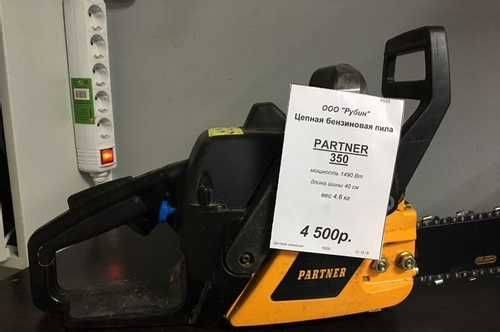 ООО "Рубин"
Цепная бензиновая пила
PARTNER
350
мощность 1490 Вт
длина шины 40 см
вес 4,6 кг
4 500р.
PARTNER